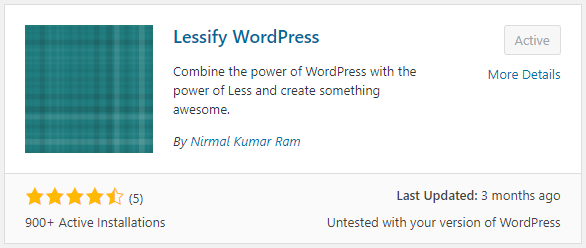 Lessify WordPress
Active
Combine the power of WordPress with the
More Details
power of Less and create something
awesome.
By Nirmal Kumar Ram
(5)
Last Updated: 3 months ago
900+ Active Installations
Untested with your version of WordPress